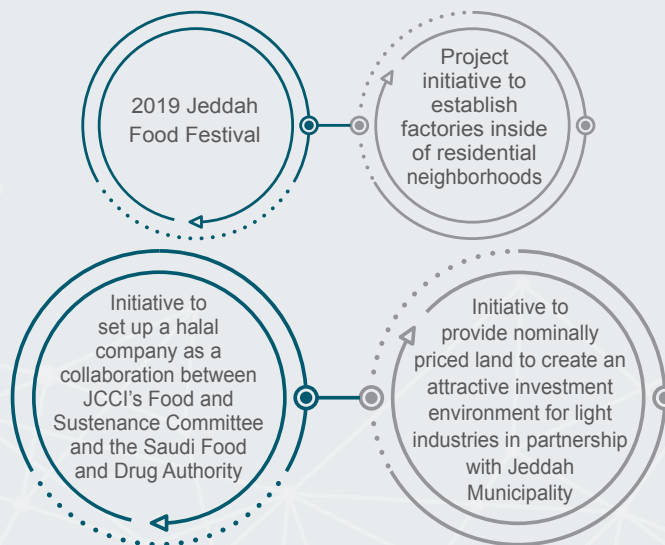 2019 Jeddah
Food Festival
Project
initiative to
establish
factories inside
of residential
neighborhoods
Initiative to
set up a halal
company as a
collaboration between
JCCI’s Food and
Sustenance Committee
and the Saudi Food
and Drug Authority
Initiative to
provide nominally
priced land to create an
attractive investment
environment for light
industries in partnership
with Jeddah
Municipality